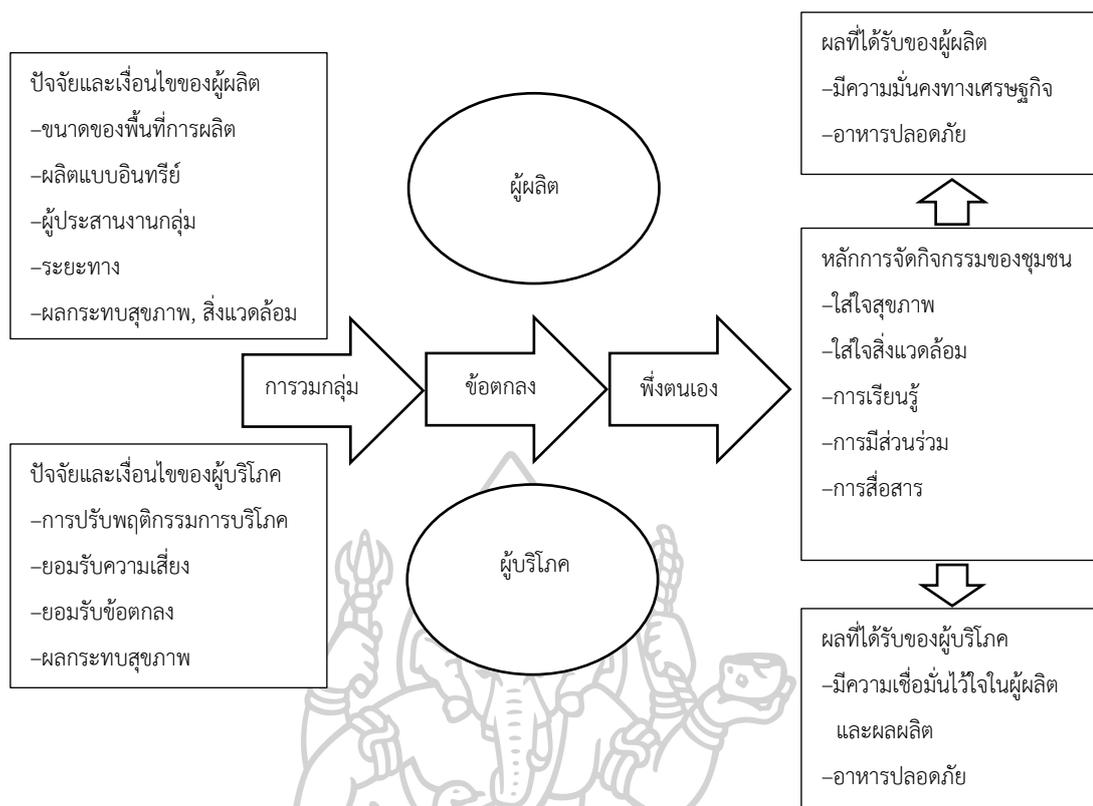 ปัจจัยและเงื่อนไขของผู้ผลิต
–ขนาดของพื้นที่การผลิต
–ผลิตแบบอินทรีย์
–ผู้ประสานงานกลุ่ม
–ระยะทาง
–ผลกระทบสุขภาพ, สิ่งแวดล้อม
ผู้ผลิต
ผลที่ได้รับของผู้ผลิต
–มีความมั่นคงทางเศรษฐกิจ
–อาหารปลอดภัย
การวมกลุ่ม
ข้อตกลง
พึ่งตนเอง
หลักการจัดกิจกรรมของชุมชน
–ใส่ใจสุขภาพ
–ใส่ใจสิ่งแวดล้อม
–การเรียนรู้
–การมีส่วนร่วม
–การสื่อสาร
ปัจจัยและเงื่อนไขของผู้บริโภค
–การปรับพฤติกรรมการบริโภค
–ยอมรับความเสี่ยง
–ยอมรับข้อตกลง
–ผลกระทบสุขภาพ
ผู้บริโภค
ผลที่ได้รับของผู้บริโภค
–มีความเชื่อมั่นไว้ใจในผู้ผลิต
และผลผลิต
–อาหารปลอดภัย